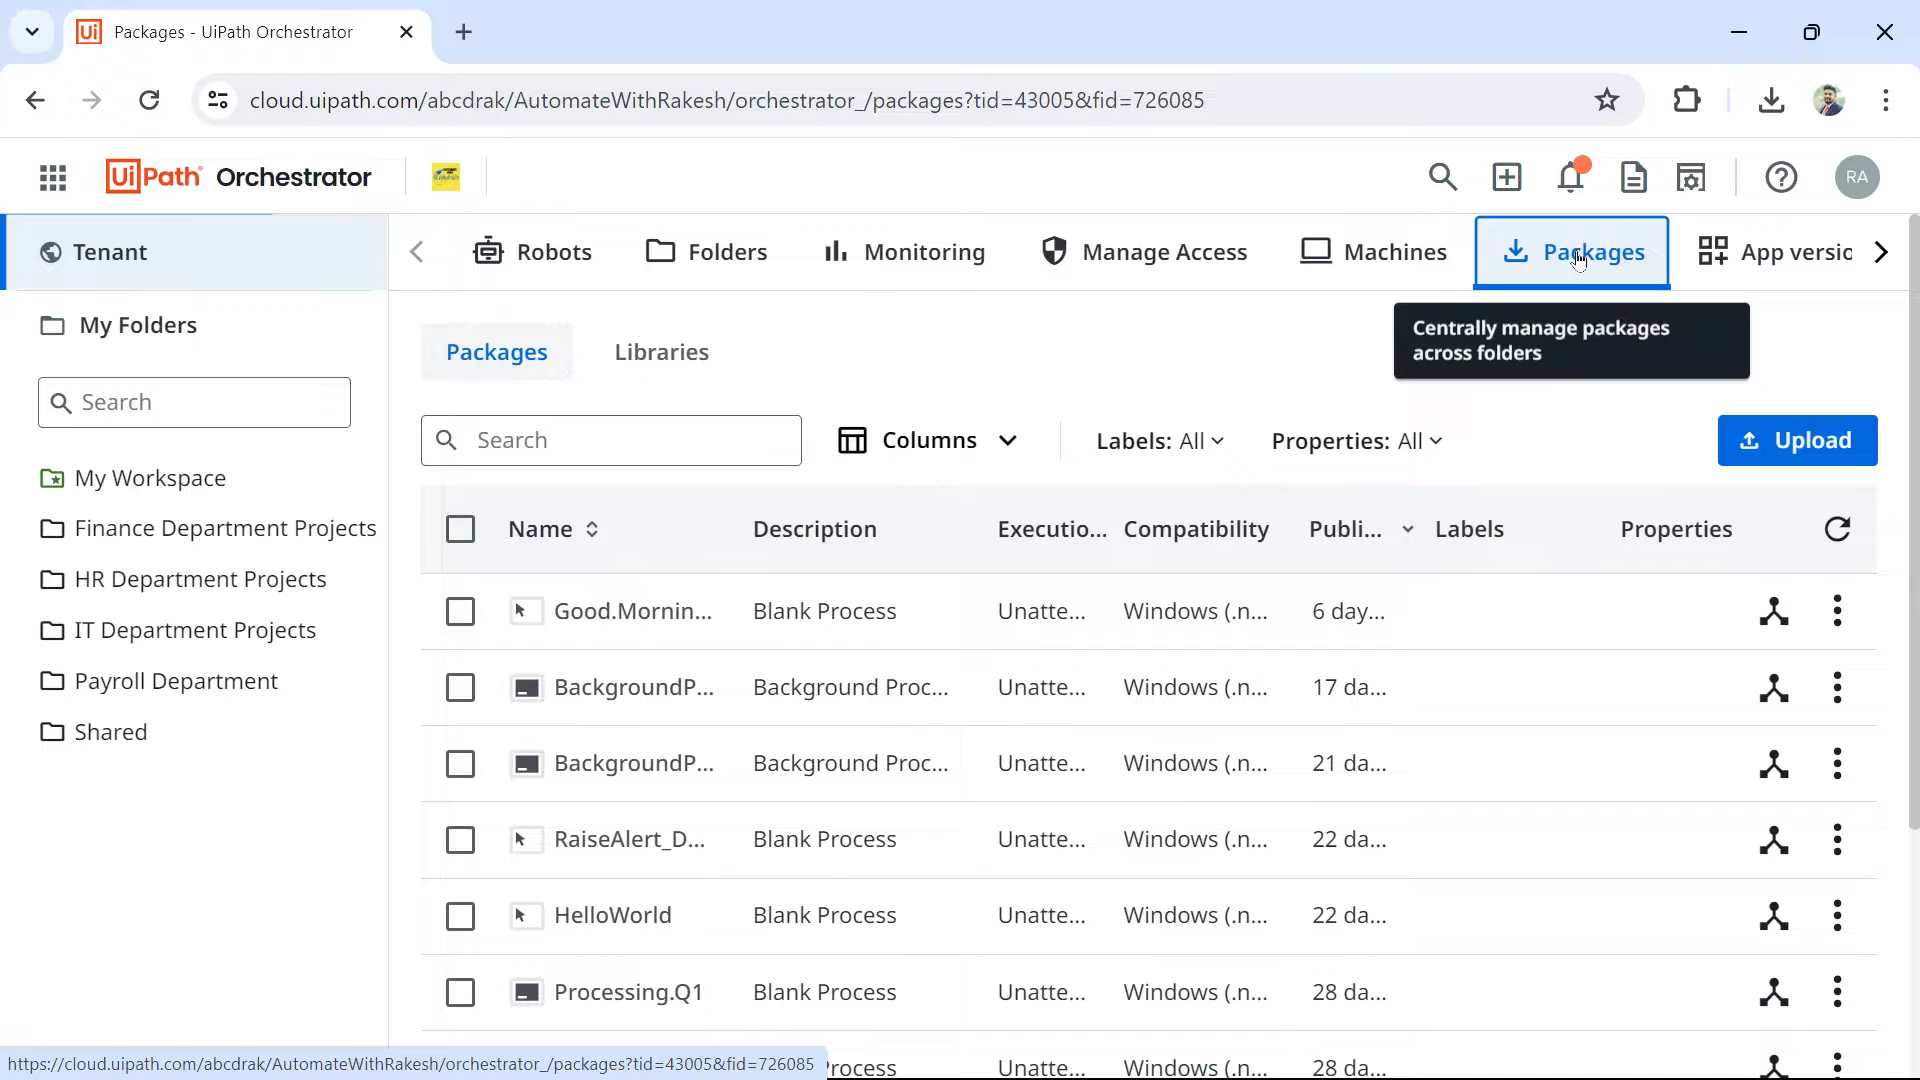 Packages - UiPath Orchestrator
cloud.uipath.com/abcdrak/AutomateWithRakesh/orchestrator_/packages?tid=43005&fid=726085
UiPath Orchestrator
RA
Tenant
Robots
Folders
Monitoring
Manage Access
Machines
Packages
App versio
Centrally manage packages
across folders
My Folders
Search
My Workspace
Finance Department Projects
HR Department Projects
IT Department Projects
Payroll Department
Shared
Packages
Libraries
Search
Columns
Labels: All
Properties: All
Upload
Name Description Executio... Compatibility Publi... Labels Properties
Good.Mornin... Blank Process Unatte... Windows (.n... 6 day...
BackgroundP... Background Proc... Unatte... Windows (.n... 17 da...
BackgroundP... Background Proc... Unatte... Windows (.n... 21 da...
RaiseAlert_D... Blank Process Unatte... Windows (.n... 22 da...
HelloWorld Blank Process Unatte... Windows (.n... 22 da...
Processing.Q1 Blank Process Unatte... Windows (.n... 28 da...
Process Unatte... Windows (.n... 28 da...
https://cloud.uipath.com/abcdrak/AutomateWithRakesh/orchestrator_/packages?tid=43005&fid=726085